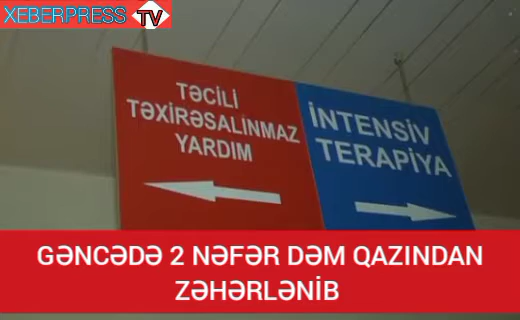 XEBERPRESS TV
TƏCİLİ
TƏXİRƏSALINMAZ
YARDIM
İNTENSİV
TERAPİYA
GƏNCƏDƏ 2 NƏFƏR DƏM QAZINDAN
ZƏHƏRLƏNİB